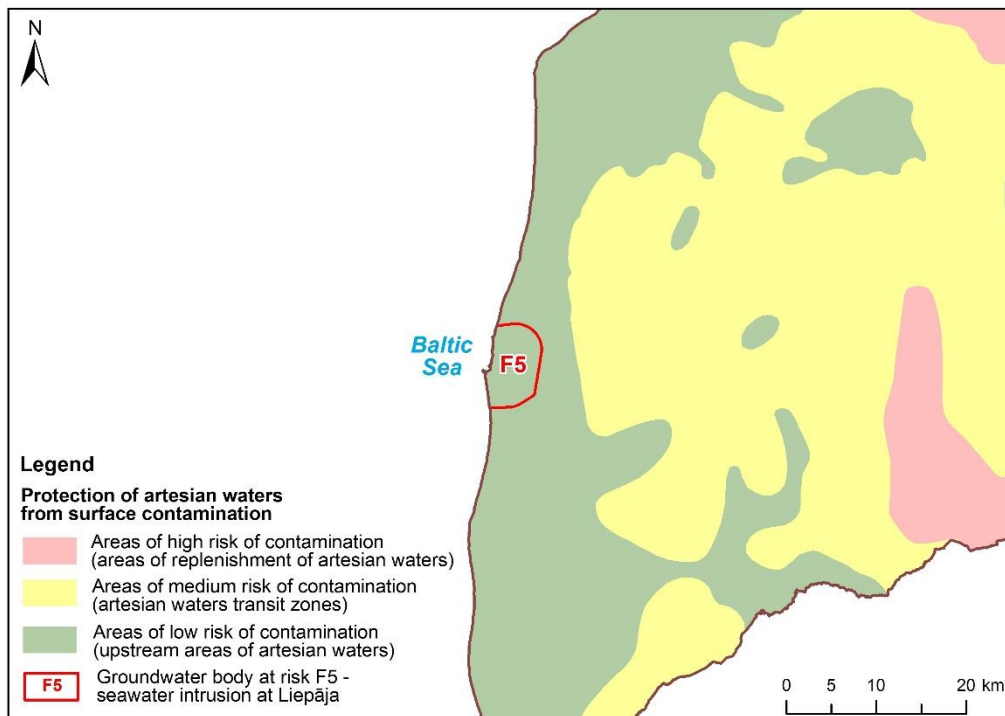 N
Baltic
Sea
F5
Legend
Protection of artesian waters
from surface contamination
Areas of high risk of contamination
(areas of replenishment of artesian waters)
Areas of medium risk of contamination
(artesian waters transit zones)
Areas of low risk of contamination
(upstream areas of artesian waters)
F5 Groundwater body at risk F5 -
seawater intrusion at Liepāja
0 5 10 20 km